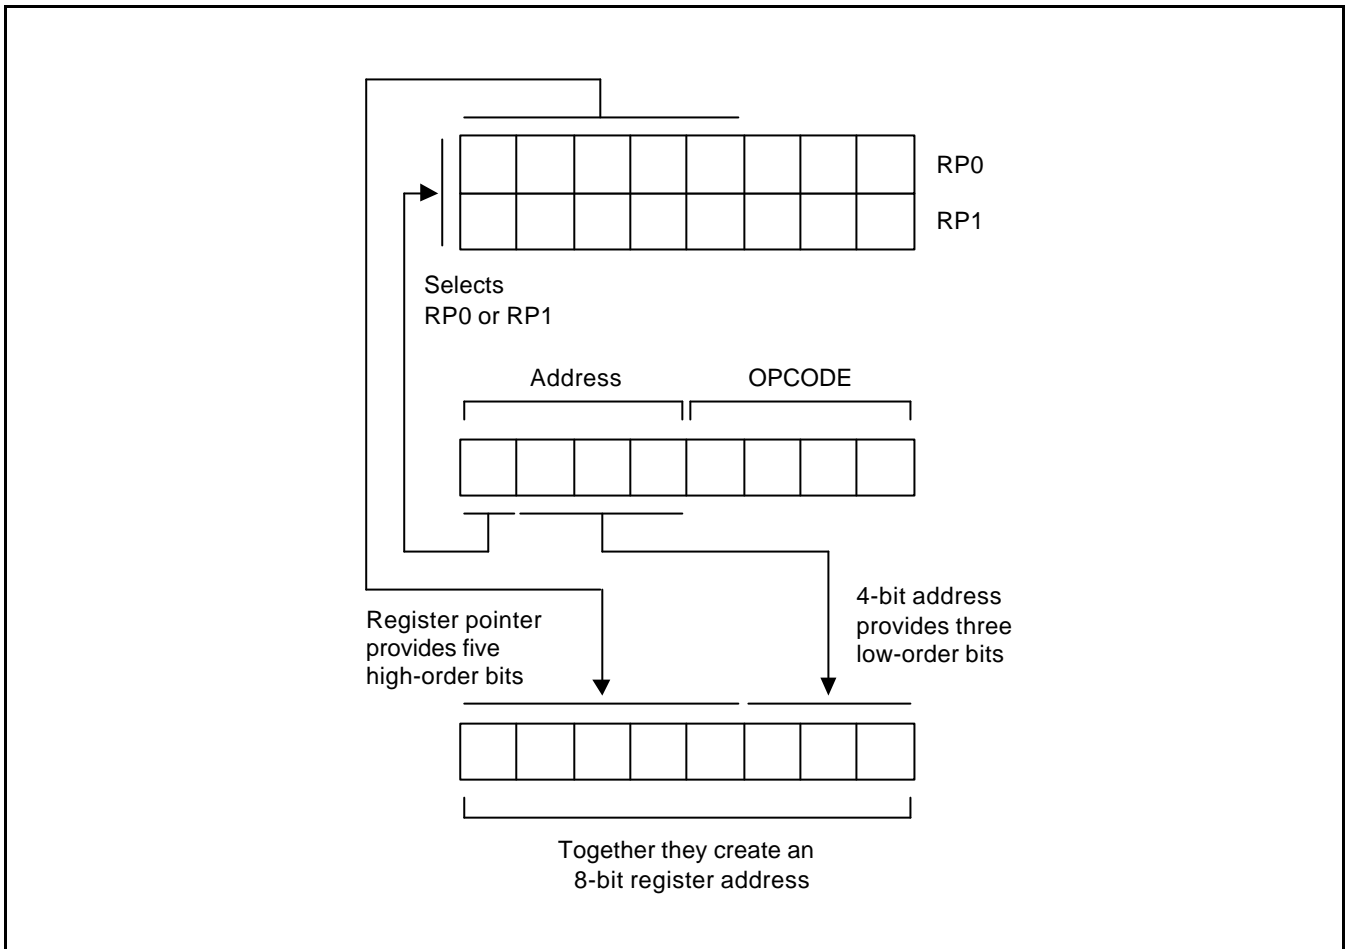 RP0
RP1
Selects
RP0 or RP1
Address
OPCODE
Register pointer
provides five
high-order bits
4-bit address
provides three
low-order bits
Together they create an
8-bit register address